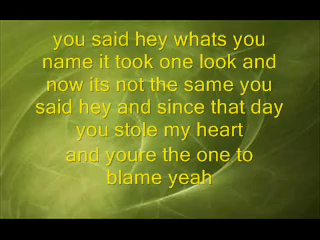 you said hey whats you
name it took one look and
now its not the same you
said hey and since that day
you stole my heart
and youre the one to
blame yeah